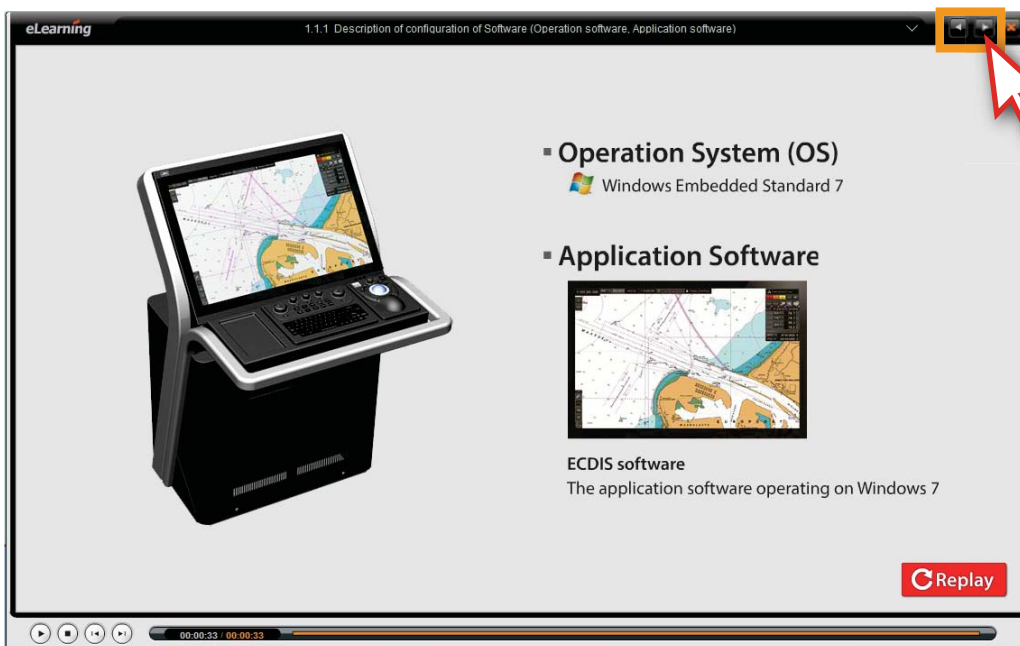 eLearning
1.1.1 Description of configuration of Software (Operation software, Application software)
Operation System (OS)
Windows Embedded Standard 7
Application Software
ECDIS software
The application software operating on Windows 7
Replay
00:00:33 / 00:00:33